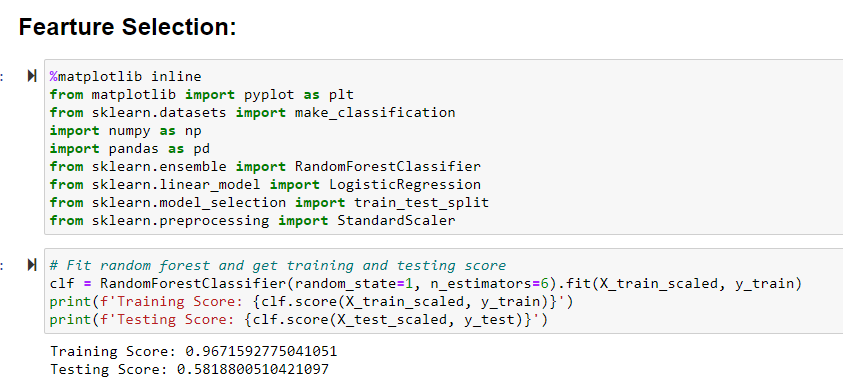 Fearture Selection:
:
%matplotlib inline
from matplotlib import pyplot as plt
from sklearn.datasets import make_classification
import numpy as np
import pandas as pd
from sklearn.ensemble import RandomForestClassifier
from sklearn.linear_model import LogisticRegression
from sklearn.model_selection import train_test_split
from sklearn.preprocessing import StandardScaler
:
# Fit random forest and get training and testing score
clf = RandomForestClassifier(random_state=1, n_estimators=6).fit(X_train_scaled, y_train)
print(f'Training Score: {clf.score(X_train_scaled, y_train)}')
print(f'Testing Score: {clf.score(X_test_scaled, y_test)}')
Training Score: 0.9671592775041051
Testing Score: 0.5818800510421097